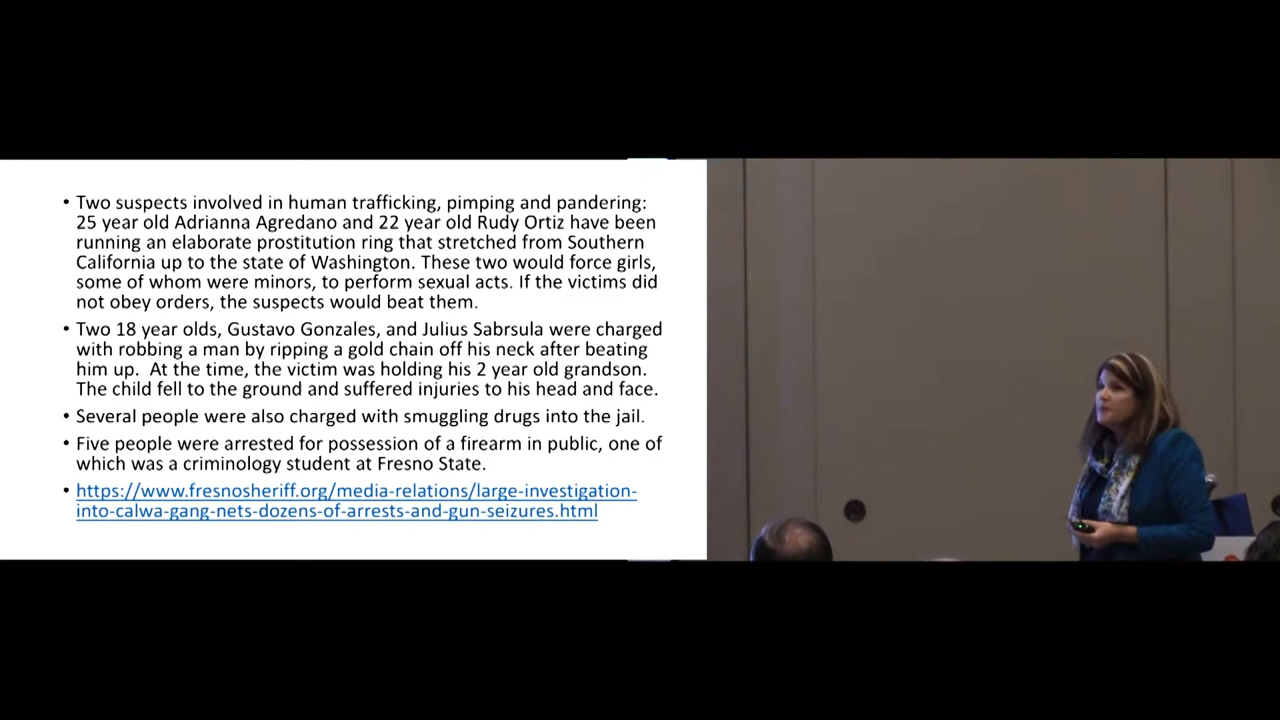 • Two suspects involved in human trafficking, pimping and pandering:
25 year old Adrianna Agredano and 22 year old Rudy Ortiz have been
running an elaborate prostitution ring that stretched from Southern
California up to the state of Washington. These two would force girls,
some of whom were minors, to perform sexual acts. If the victims did
not obey orders, the suspects would beat them.
• Two 18 year olds, Gustavo Gonzales, and Julius Sabrsula were charged
with robbing a man by ripping a gold chain off his neck after beating
him up.  At the time, the victim was holding his 2 year old grandson.
The child fell to the ground and suffered injuries to his head and face.
• Several people were also charged with smuggling drugs into the jail.
• Five people were arrested for possession of a firearm in public, one of
which was a criminology student at Fresno State.
• https://www.fresnosheriff.org/media-relations/large-investigation-
into-calwa-gang-nets-dozens-of-arrests-and-gun-seizures.html